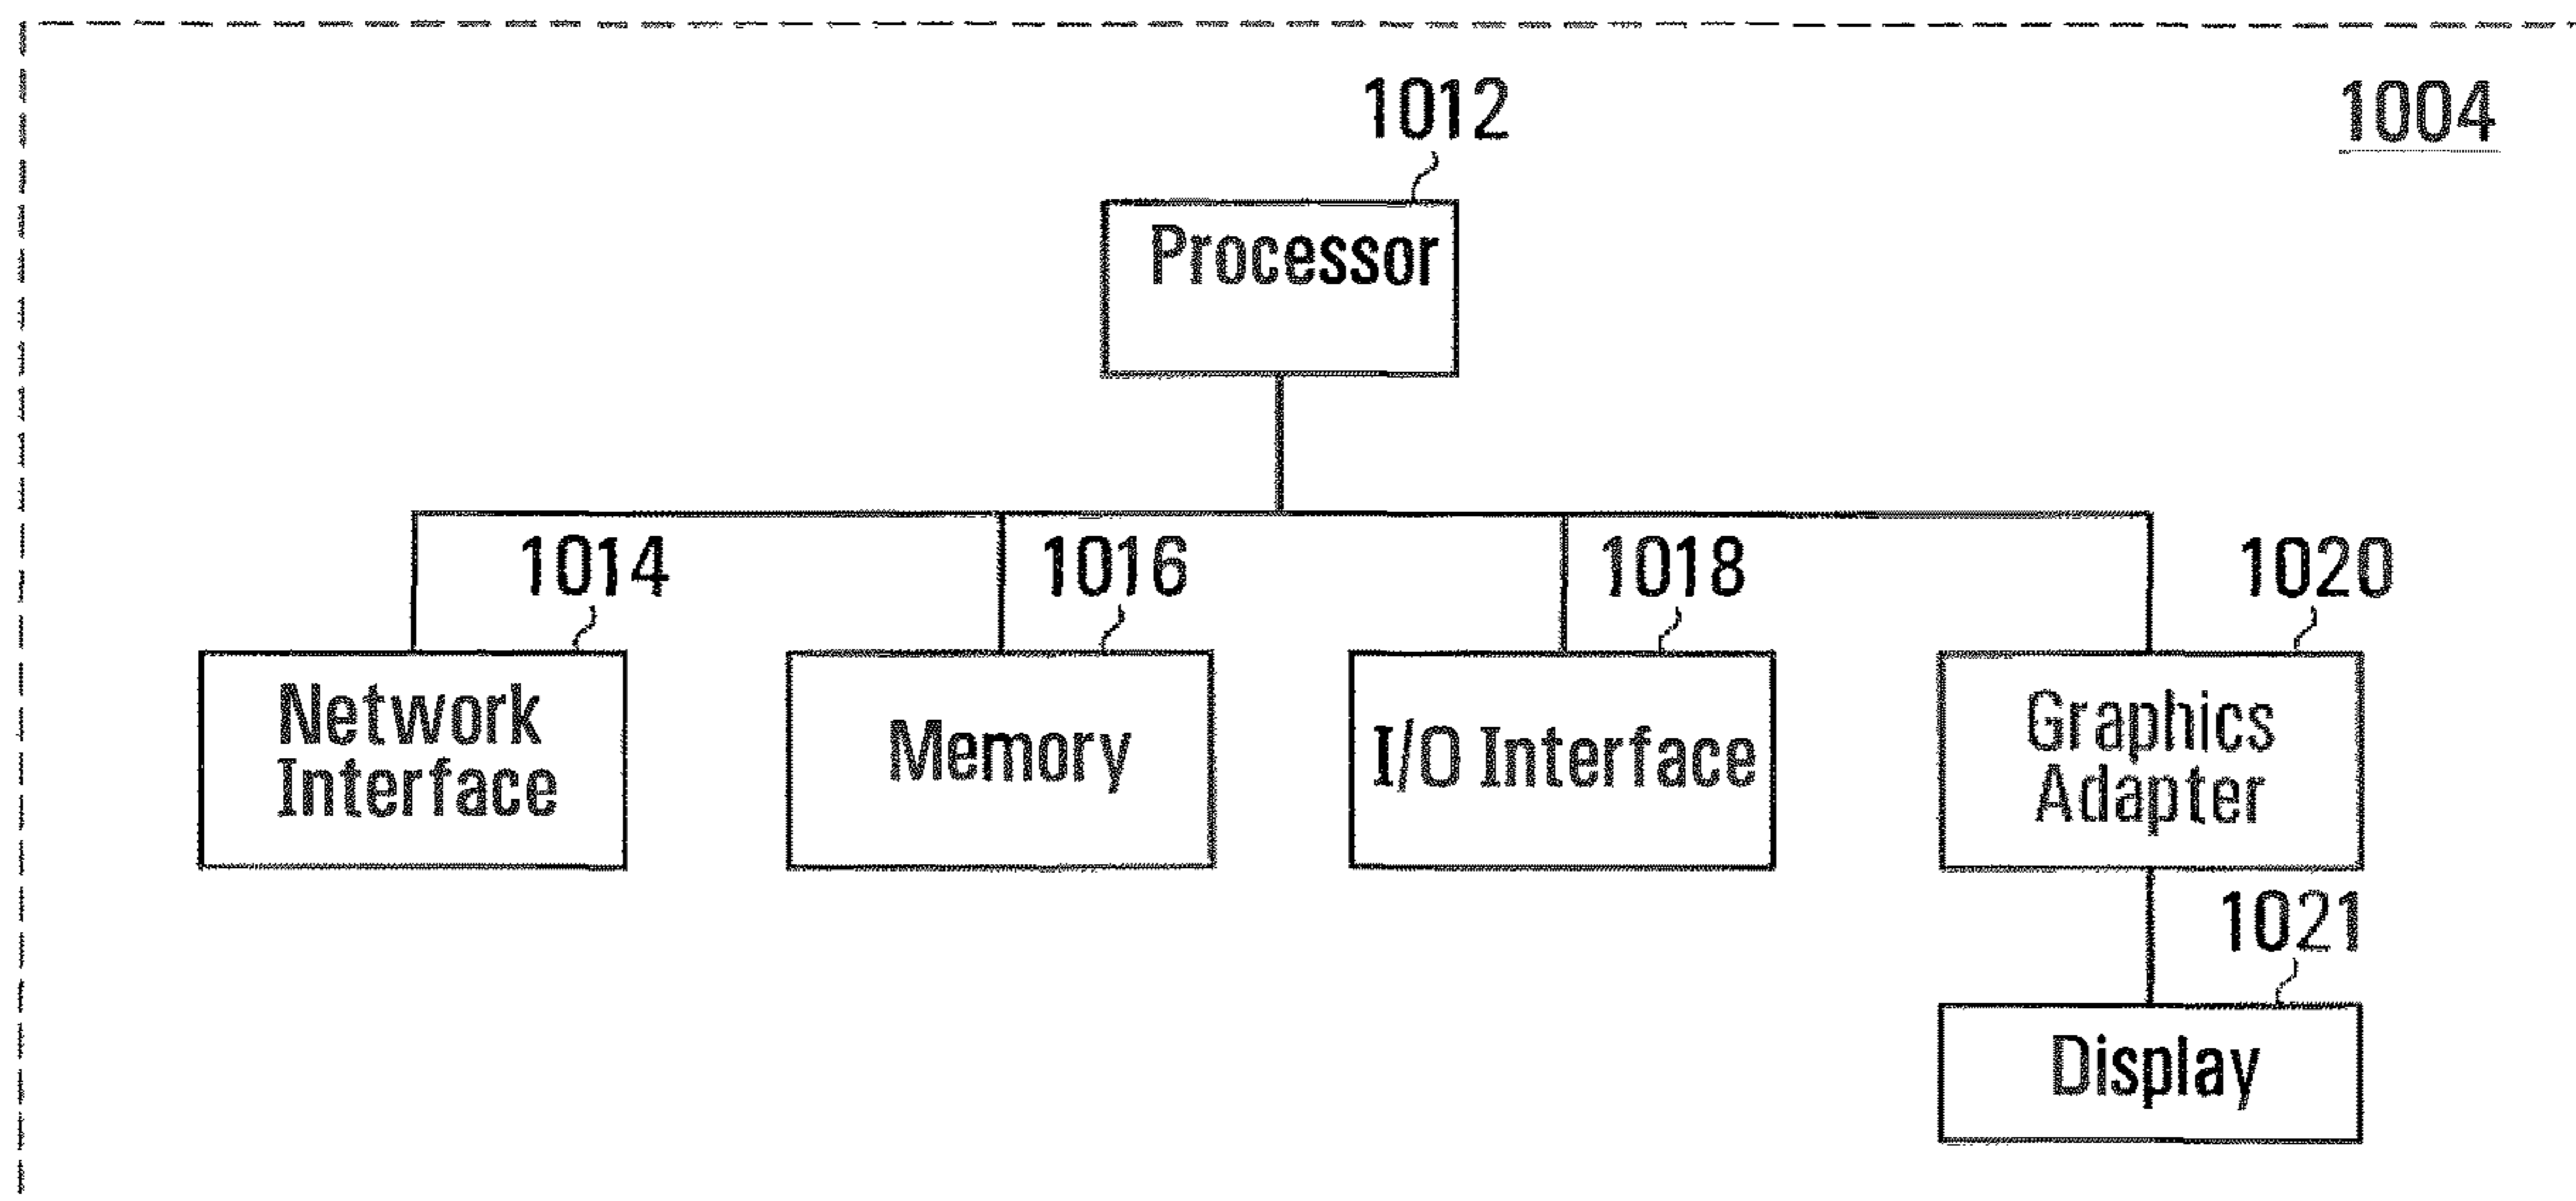 1012
1004
Processor
1014
1016
1018
1020
Network
Interface
Memory
I/O Interface
Graphics
Adapter
1021
Display